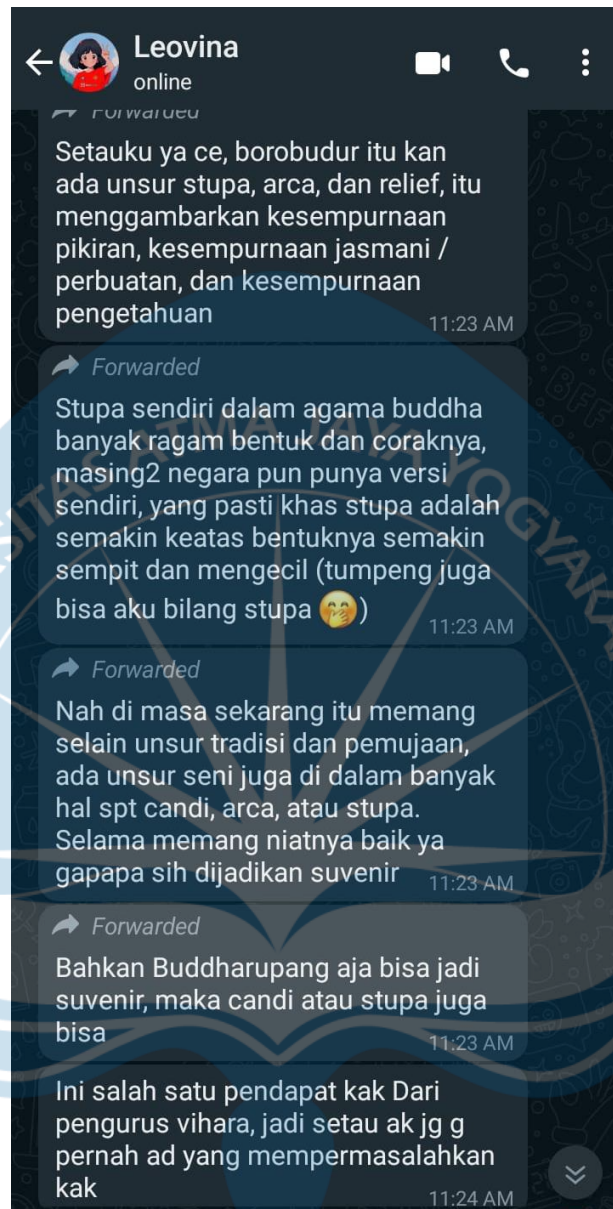 Leovina
online
Forwarded
Setauku ya ce, borobudur itu kan
ada unsur stupa, arca, dan relief, itu
menggambarkan kesempurnaan
pikiran, kesempurnaan jasmani /
perbuatan, dan kesempurnaan
pengetahuan
11:23 AM
Forwarded
Stupa sendiri dalam agama buddha
banyak ragam bentuk dan coraknya,
masing2 negara pun punya versi
sendiri, yang pasti khas stupa adalah
semakin keatas bentuknya semakin
sempit dan mengecil (tumpeng juga
bisa aku bilang stupa 🤭)
11:23 AM
Forwarded
Nah di masa sekarang itu memang
selain unsur tradisi dan pemujaan,
ada unsur seni juga di dalam banyak
hal spt candi, arca, atau stupa.
Selama memang niatnya baik ya
gapapa sih dijadikan suvenir
11:23 AM
Forwarded
Bahkan Buddharupang aja bisa jadi
suvenir, maka candi atau stupa juga
bisa
11:23 AM
Ini salah satu pendapat kak Dari
pengurus vihara, jadi setau ak jg g
pernah ad yang mempermasalahkan
kak
11:24 AM